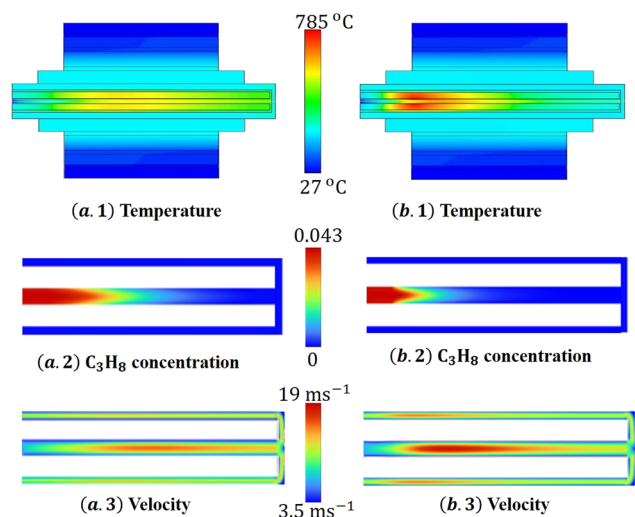 785 °C
27 °C
(a.1) Temperature
(b.1) Temperature
0.043
0
(a.2) C₃H₈ concentration
(b.2) C₃H₈ concentration
19 ms⁻¹
3.5 ms⁻¹
(a.3) Velocity
(b.3) Velocity